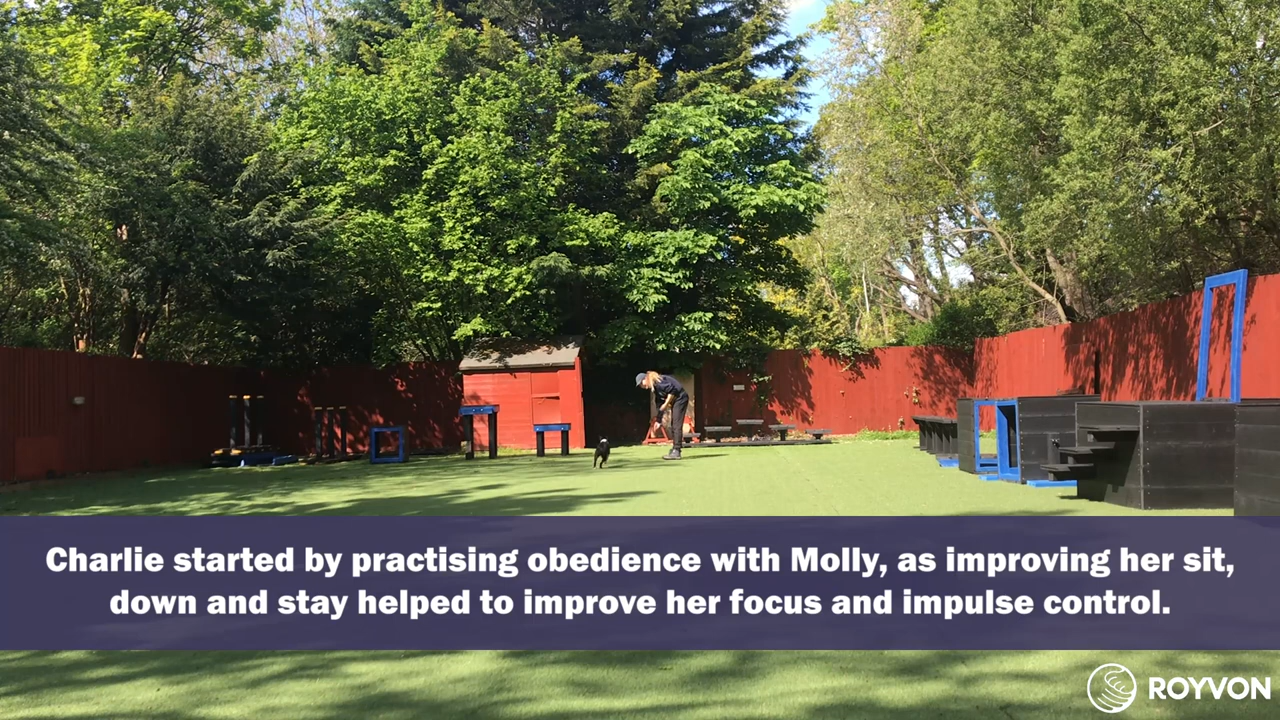 Charlie started by practising obedience with Molly, as improving her sit,
down and stay helped to improve her focus and impulse control.
ROYVON